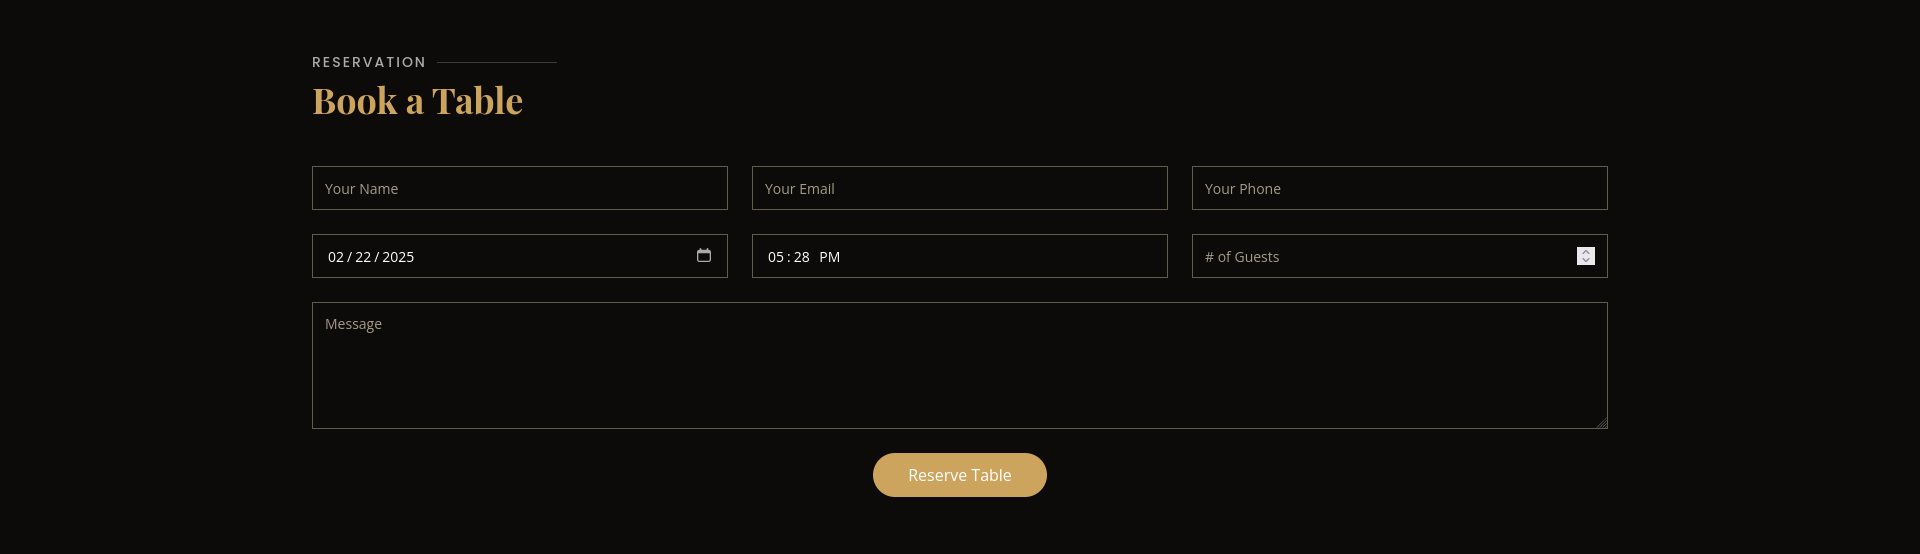 RESERVATION
Book a Table
Your Name
Your Email
Your Phone
02 / 22 / 2025
05 : 28 PM
# of Guests
Message
Reserve Table